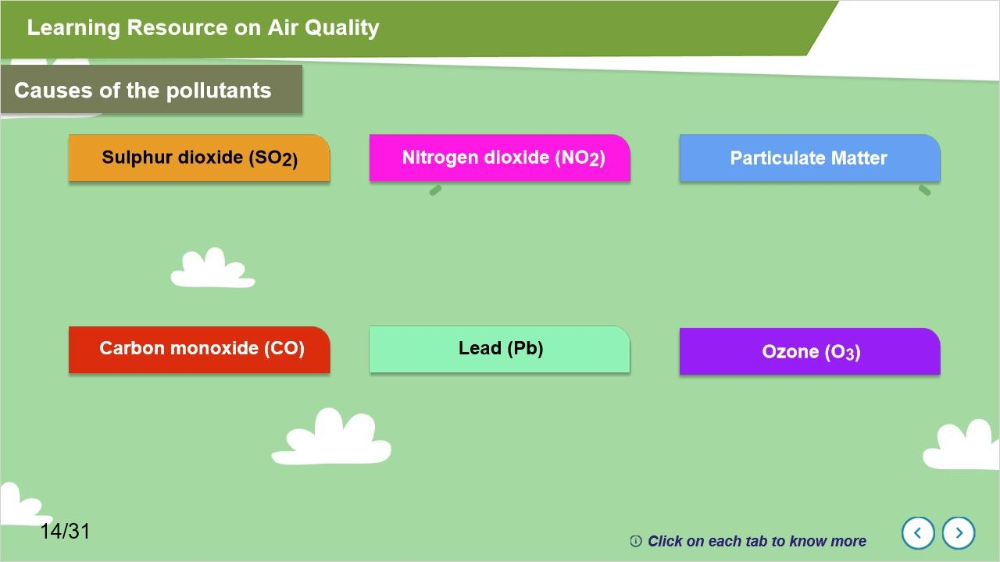 Learning Resource on Air Quality
Causes of the pollutants
Sulphur dioxide (SO2)
Nitrogen dioxide (NO2)
Particulate Matter
Carbon monoxide (CO)
Lead (Pb)
Ozone (O3)
14/31
Click on each tab to know more